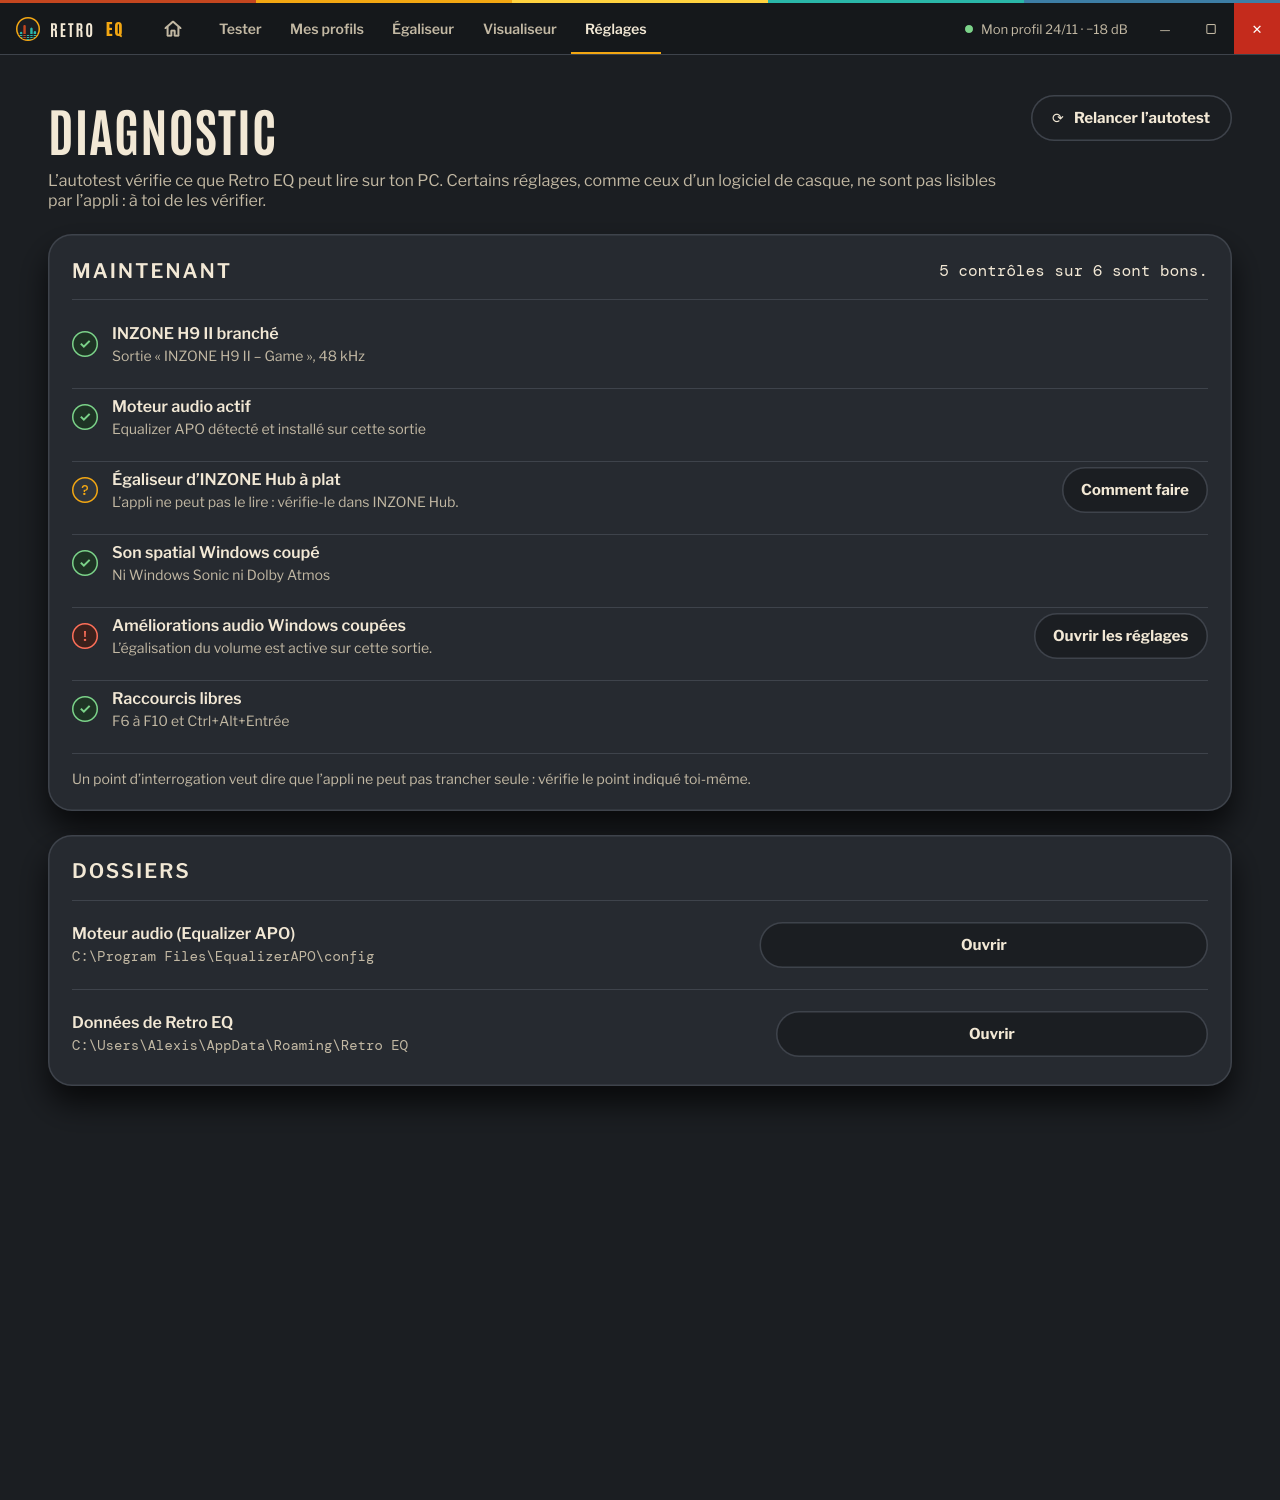 RETRO EQ
Tester
Mes profils
Égaliseur
Visualiseur
Réglages
Mon profil 24/11 · −18 dB
DIAGNOSTIC
Relancer l’autotest
L’autotest vérifie ce que Retro EQ peut lire sur ton PC. Certains réglages, comme ceux d’un logiciel de casque, ne sont pas lisibles
par l’appli : à toi de les vérifier.
MAINTENANT
5 contrôles sur 6 sont bons.
INZONE H9 II branché
Sortie « INZONE H9 II – Game », 48 kHz
Moteur audio actif
Equalizer APO détecté et installé sur cette sortie
?
Égaliseur d’INZONE Hub à plat
L’appli ne peut pas le lire : vérifie-le dans INZONE Hub.
Comment faire
Son spatial Windows coupé
Ni Windows Sonic ni Dolby Atmos
!
Améliorations audio Windows coupées
L’égalisation du volume est active sur cette sortie.
Ouvrir les réglages
Raccourcis libres
F6 à F10 et Ctrl+Alt+Entrée
Un point d’interrogation veut dire que l’appli ne peut pas trancher seule : vérifie le point indiqué toi-même.
DOSSIERS
Moteur audio (Equalizer APO)
C:\Program Files\EqualizerAPO\config
Ouvrir
Données de Retro EQ
C:\Users\Alexis\AppData\Roaming\Retro EQ
Ouvrir